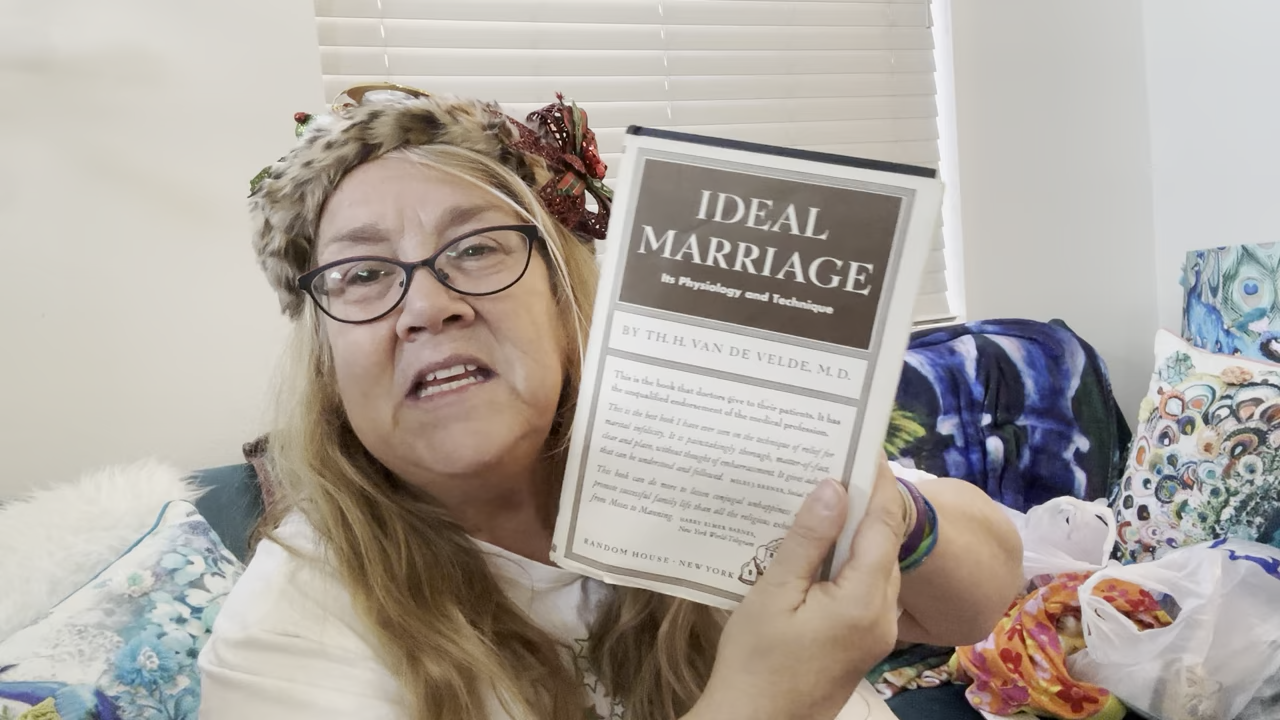 IDEAL
MARRIAGE
Its Physiology and Technique
BY TH. H. VAN DE VELDE, M. D.
This is the book that doctors give to their patients. It has
the unqualified endorsement of the medical profession.
This is the best book I have ever seen on the technique of relief for
marital infelicity. It is painstakingly thorough, matter-of-fact,
clear and plain, without thought of embarrassment. It gives
that can be understood and followed.
This book can do more to lessen conjugal unhappiness
promote successful family life than all the religious
from Moses to Manning. HARRY ELMER BARNES,
New York World-Telegram
RANDOM HOUSE · NEW YORK